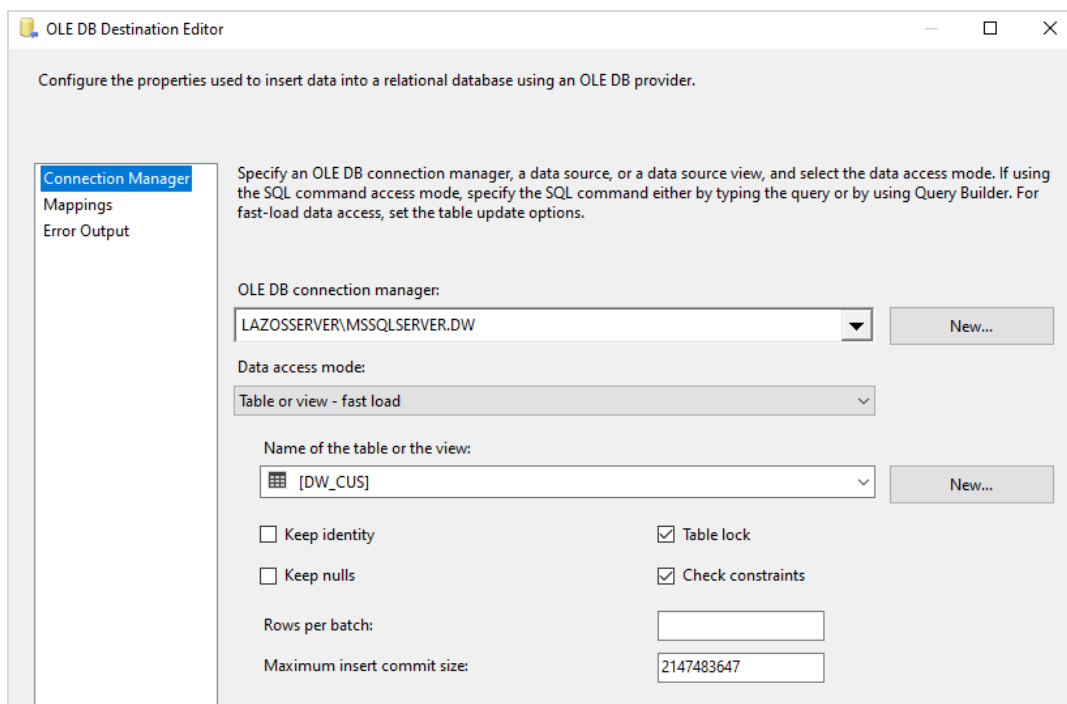 OLE DB Destination Editor
Configure the properties used to insert data into a relational database using an OLE DB provider.
Connection Manager
Mappings
Error Output
Specify an OLE DB connection manager, a data source, or a data source view, and select the data access mode. If using
the SQL command access mode, specify the SQL command either by typing the query or by using Query Builder. For
fast-load data access, set the table update options.
OLE DB connection manager:
LAZOSSERVER\MSSQLSERVER.DW
New...
Data access mode:
Table or view - fast load
Name of the table or the view:
[DW_CUS]
New...
Keep identity
Table lock
Keep nulls
Check constraints
Rows per batch:
Maximum insert commit size:
2147483647